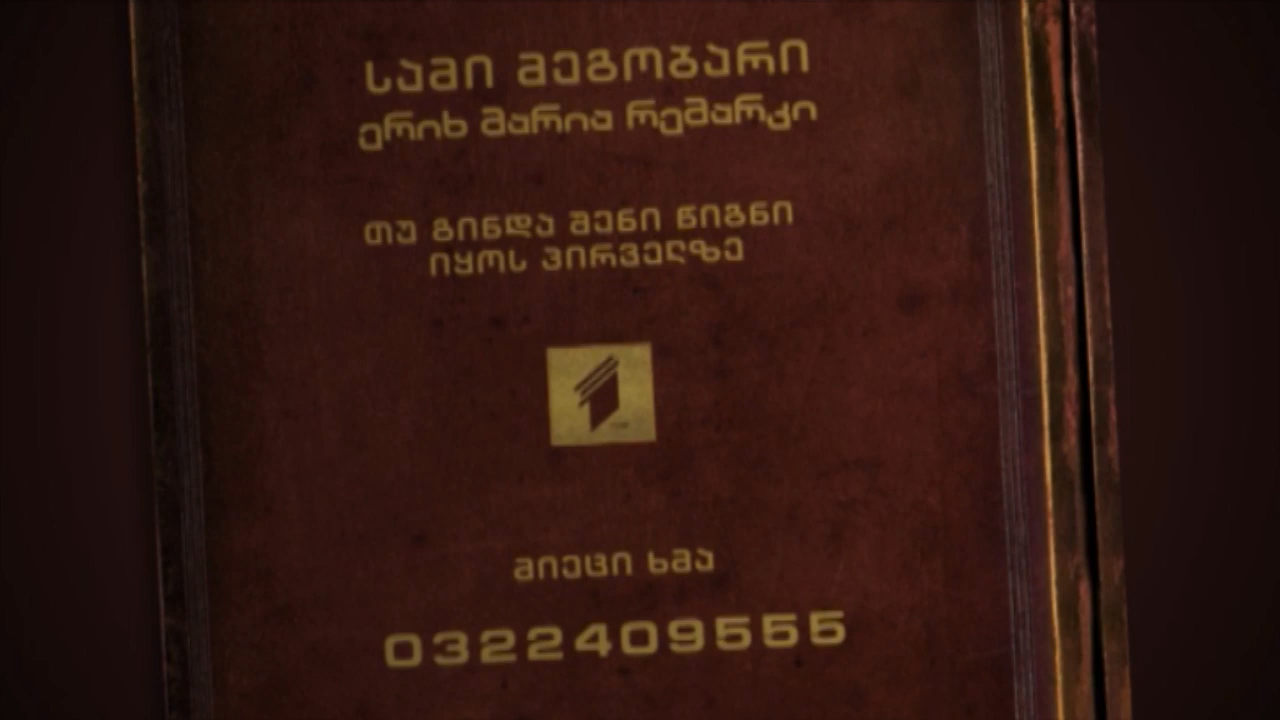 სამი მეგობარი
ერიხ მარია რემარკი
თუ გინდა შენი წიგნი
იყოს პირველზე
მიეცი ხმა
0322409555